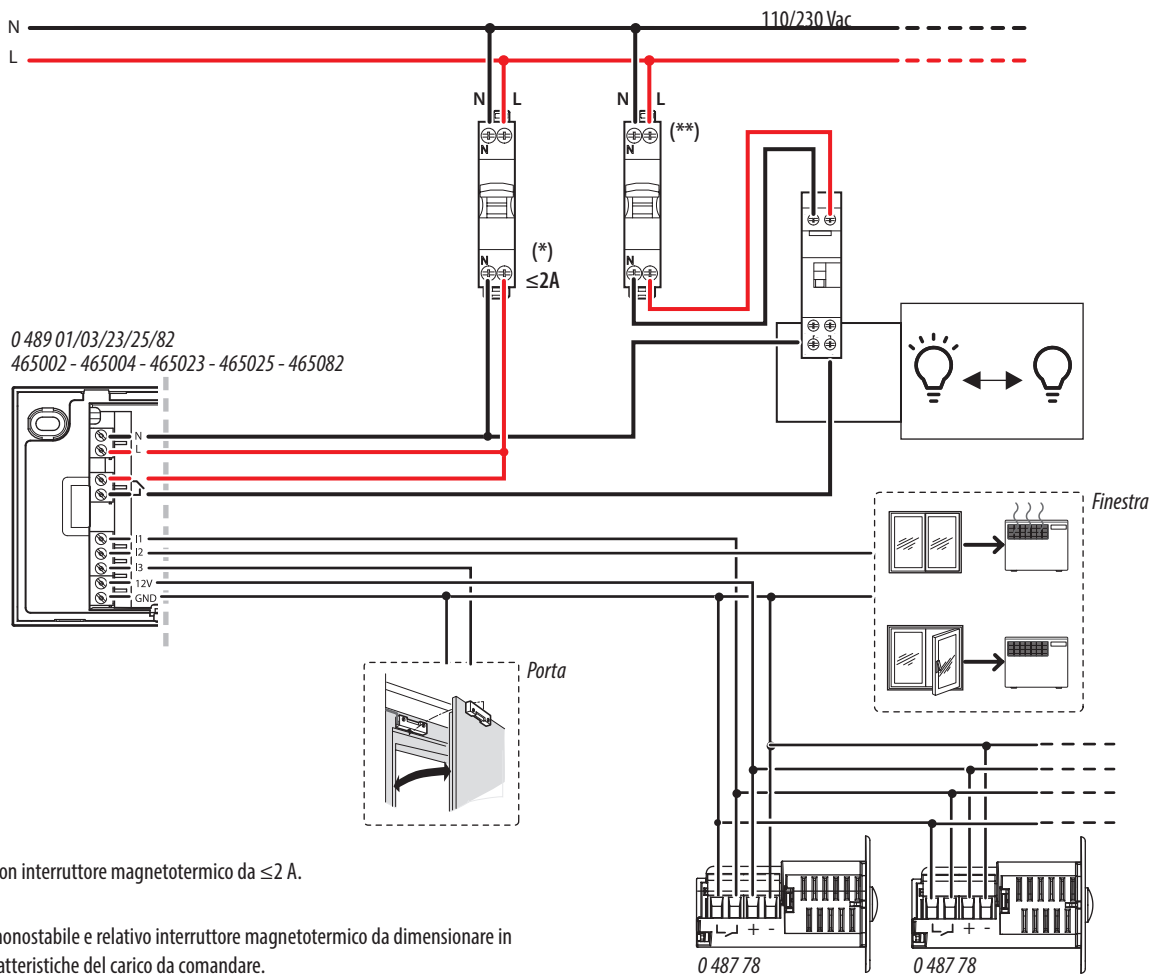 N
110/230 Vac
L
N L
N L
(**)
N
N
(*)
≤2A
N
N
0 489 01/03/23/25/82
465002 - 465004 - 465023 - 465025 - 465082
N
L
Finestra
I1
I2
I3
12V
GND
Porta
on interruttore magnetotermico da ≤2 A.
monostabile e relativo interruttore magnetotermico da dimensionare in
atteristiche del carico da comandare.
+ -
+ -
0 487 78
0 487 78